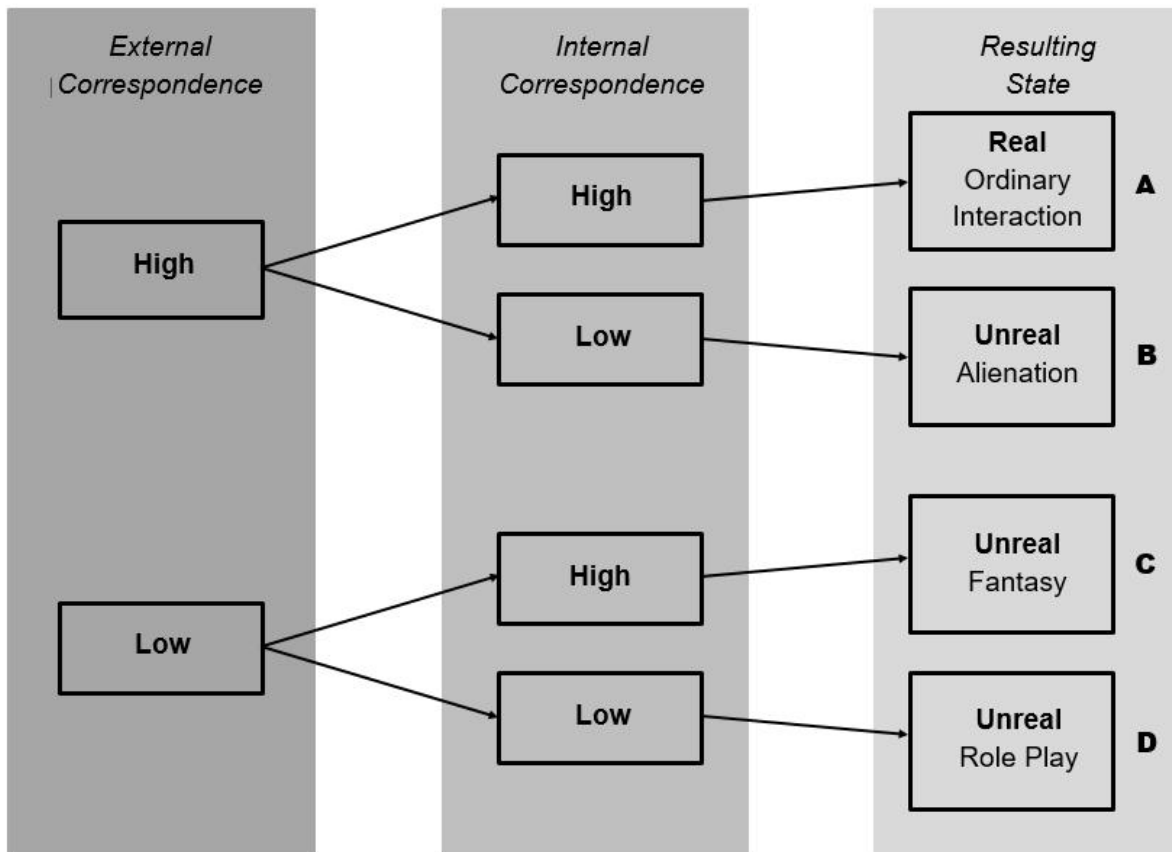 External
Correspondence
Internal
Correspondence
Resulting
State
High
High
Real
Ordinary
Interaction
A
Low
Unreal
Alienation
B
Low
High
Unreal
Fantasy
C
Low
Unreal
Role Play
D